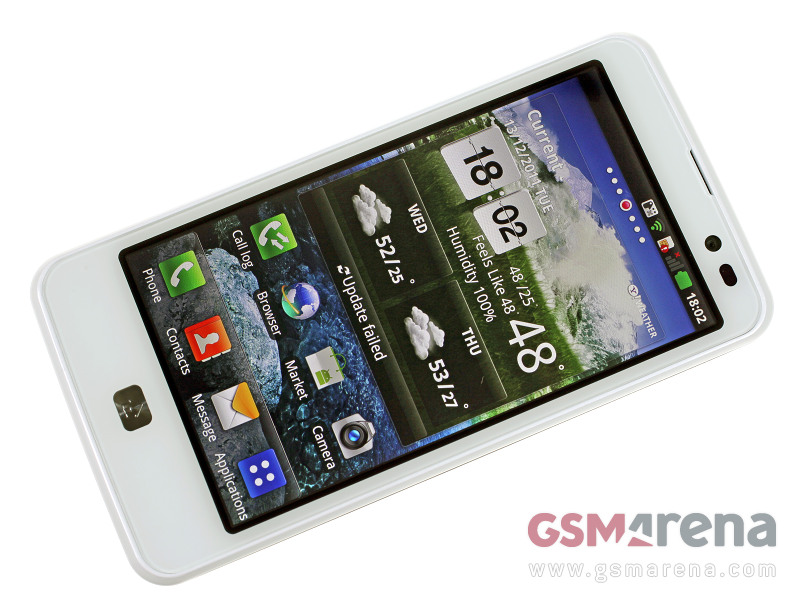 18:02
Current
13/12/2011, TUE
18:02
WEATHER
48/25
48°
Feels Like 48°
Humidity 100%
WED
52/25°
THU
53/27°
Update failed
Call log
Browser
Market
Camera
Phone
Contacts
Message
Applications
GSMarena
www.gsmarena.com